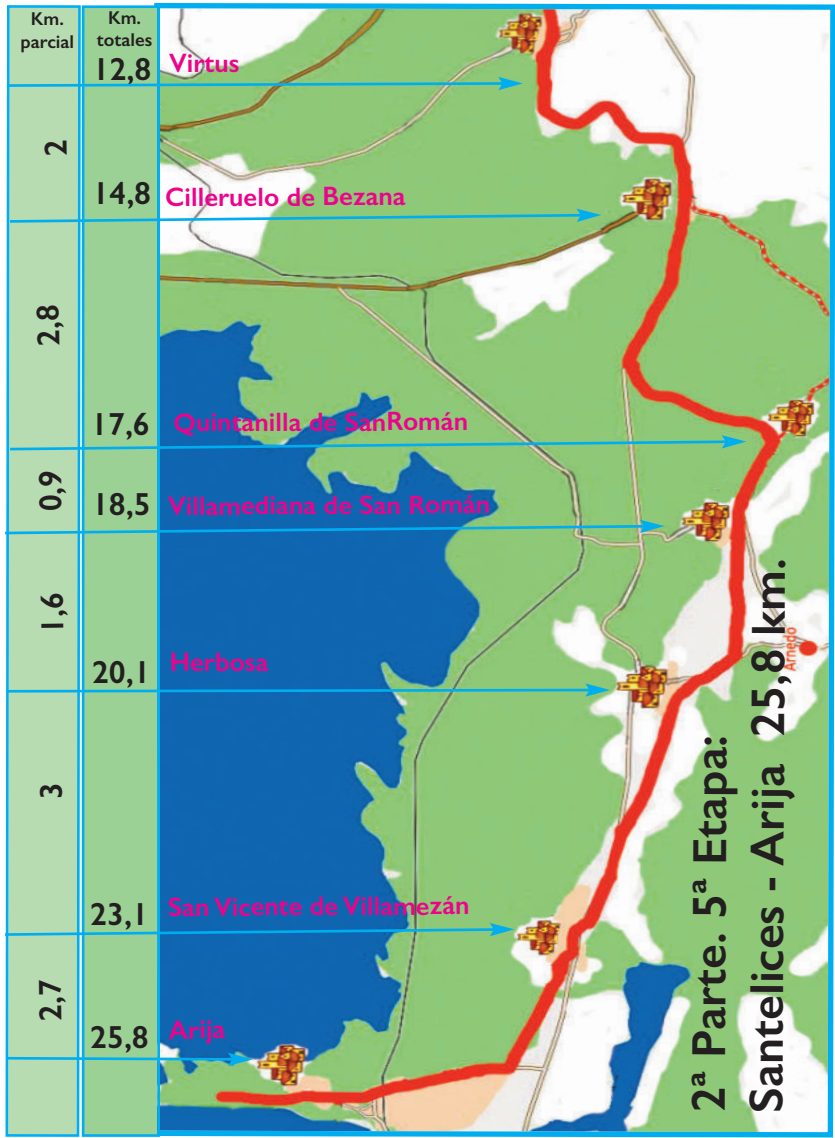 Km.
parcial
Km.
totales
12,8 Virtus
2
14,8 Cilleruelo de Bezana
2,8
17,6 Quintanilla de SanRomán
0,9
18,5 Villamediana de San Román
1,6
20,1 Herbosa
3
23,1 San Vicente de Villamezán
2,7
25,8 Arija
Arnedo
2ª Parte. 5ª Etapa:
Santelices - Arija 25,8 km.